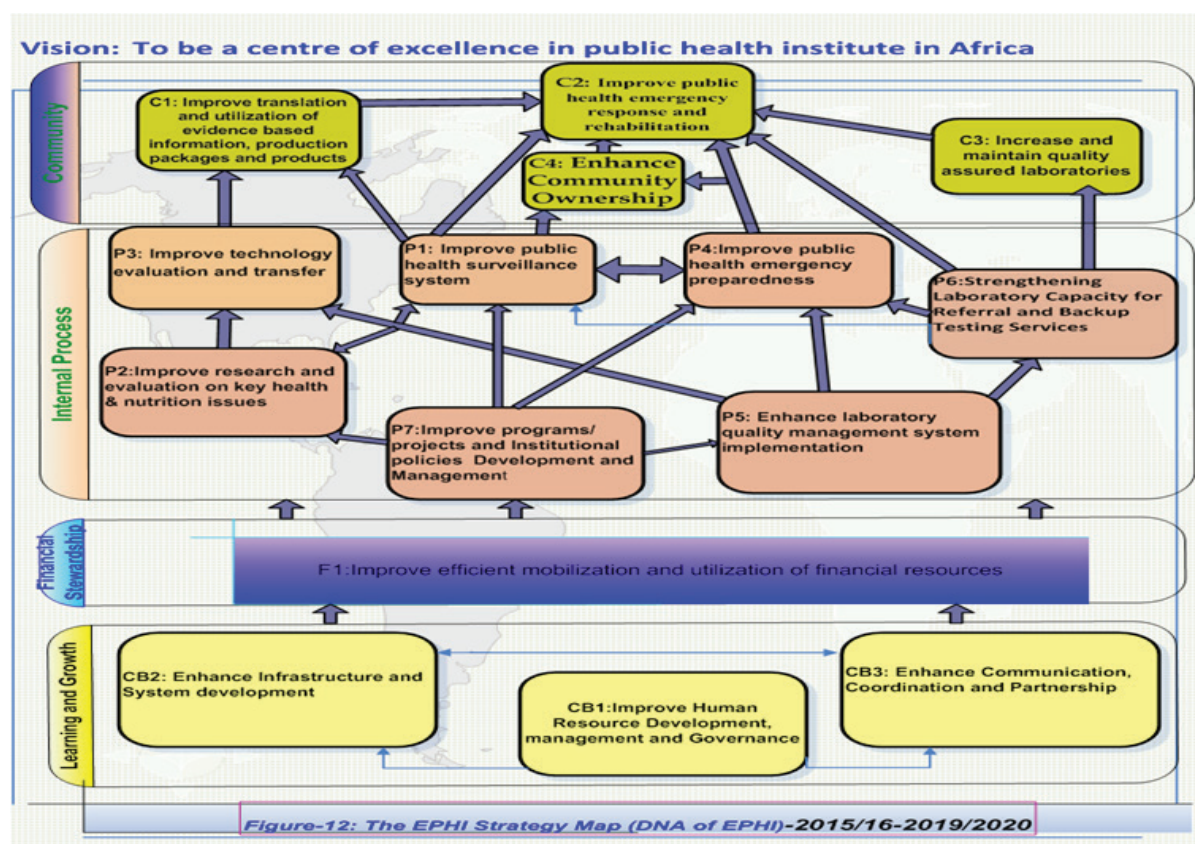 Vision: To be a centre of excellence in public health institute in Africa
Community
C1: Improve translation
and utilization of
evidence based
information, production
packages and products
C2: Improve public
health emergency
response and
rehabilitation
C4: Enhance
Community
Ownership
C3: Increase and
maintain quality
assured laboratories
Internal Process
P3: Improve technology
evaluation and transfer
P1: Improve public
health surveillance
system
P4:Improve public
health emergency
preparedness
P6:Strengthening
Laboratory Capacity for
Referral and Backup
Testing Services
P2:Improve research and
evaluation on key health
& nutrition issues
P7:Improve programs/
projects and Institutional
policies Development and
Management
P5: Enhance laboratory
quality management system
implementation
Financial
Stewardship
F1:Improve efficient mobilization and utilization of financial resources
Learning and Growth
CB2: Enhance Infrastructure and
System development
CB1:Improve Human
Resource Development,
management and Governance
CB3: Enhance Communication,
Coordination and Partnership
Figure-12: The EPHI Strategy Map (DNA of EPHI)-2015/16-2019/2020